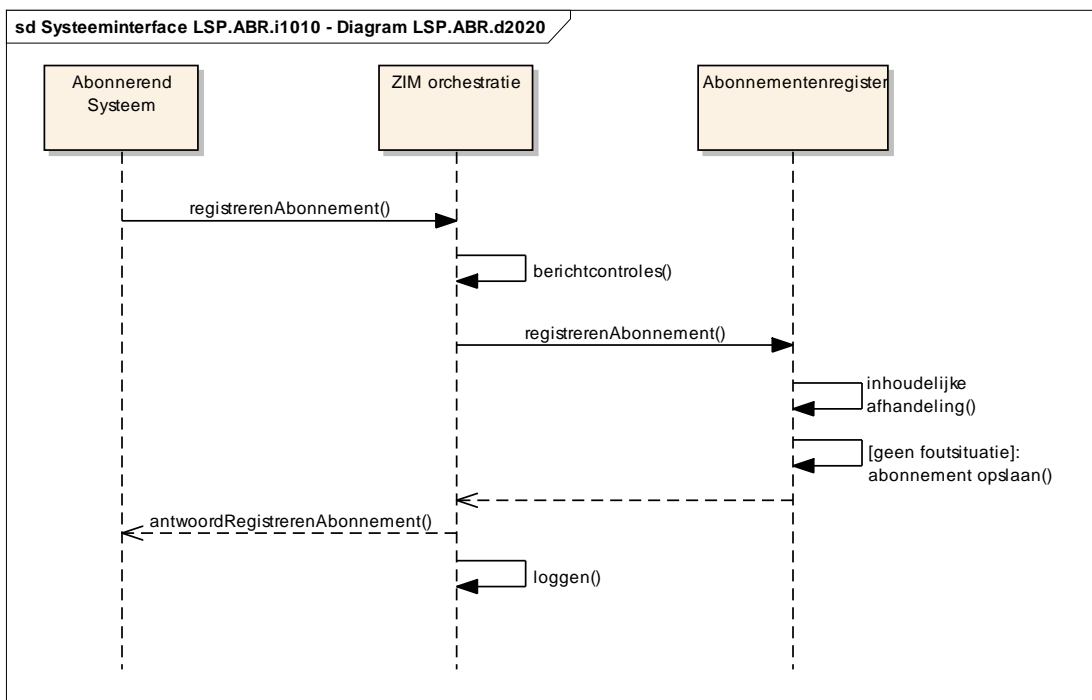 sd Systeeminterface LSP.ABR.i1010 - Diagram LSP.ABR.d2020
Abonnerend
Systeem
ZIM orchestratie
Abonnementenregister
registrerenAbonnement()
berichtcontroles()
registrerenAbonnement()
inhoudelijke
afhandeling()
[geen foutsituatie]:
abonnement opslaan()
antwoordRegistrerenAbonnement()
loggen()